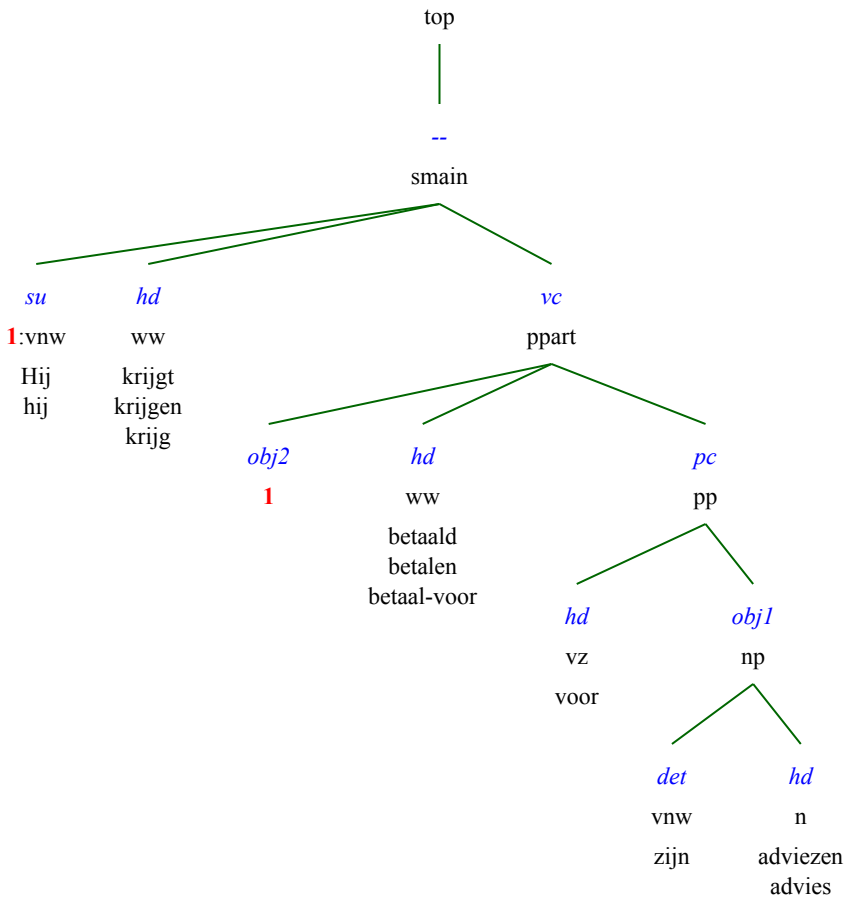 top
--
smain
su hd vc
1:vnw ww ppart
Hij krijgt
hij krijgen
krijg
obj2 hd pc
1 ww pp
betaald
betalen
betaal-voor
hd obj1
vz np
voor
det hd
vnw n
zijn adviezen
advies